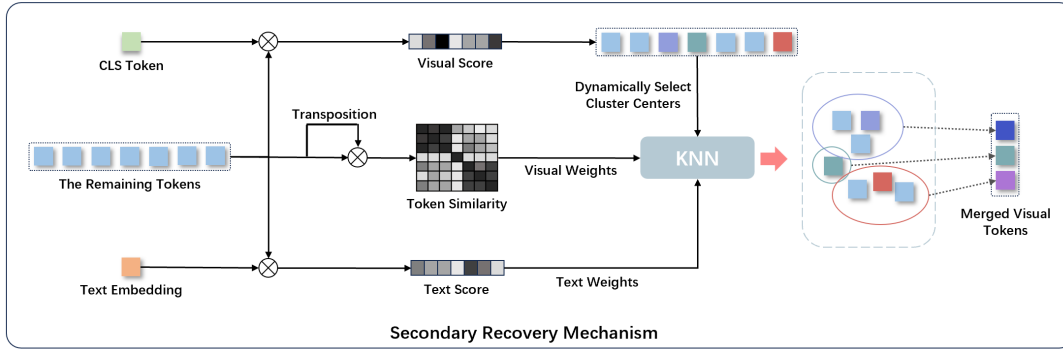 CLS Token
Visual Score
Dynamically Select
Cluster Centers
Transposition
The Remaining Tokens
Token Similarity
Visual Weights
KNN
Merged Visual
Tokens
Text Embedding
Text Score
Text Weights
Secondary Recovery Mechanism